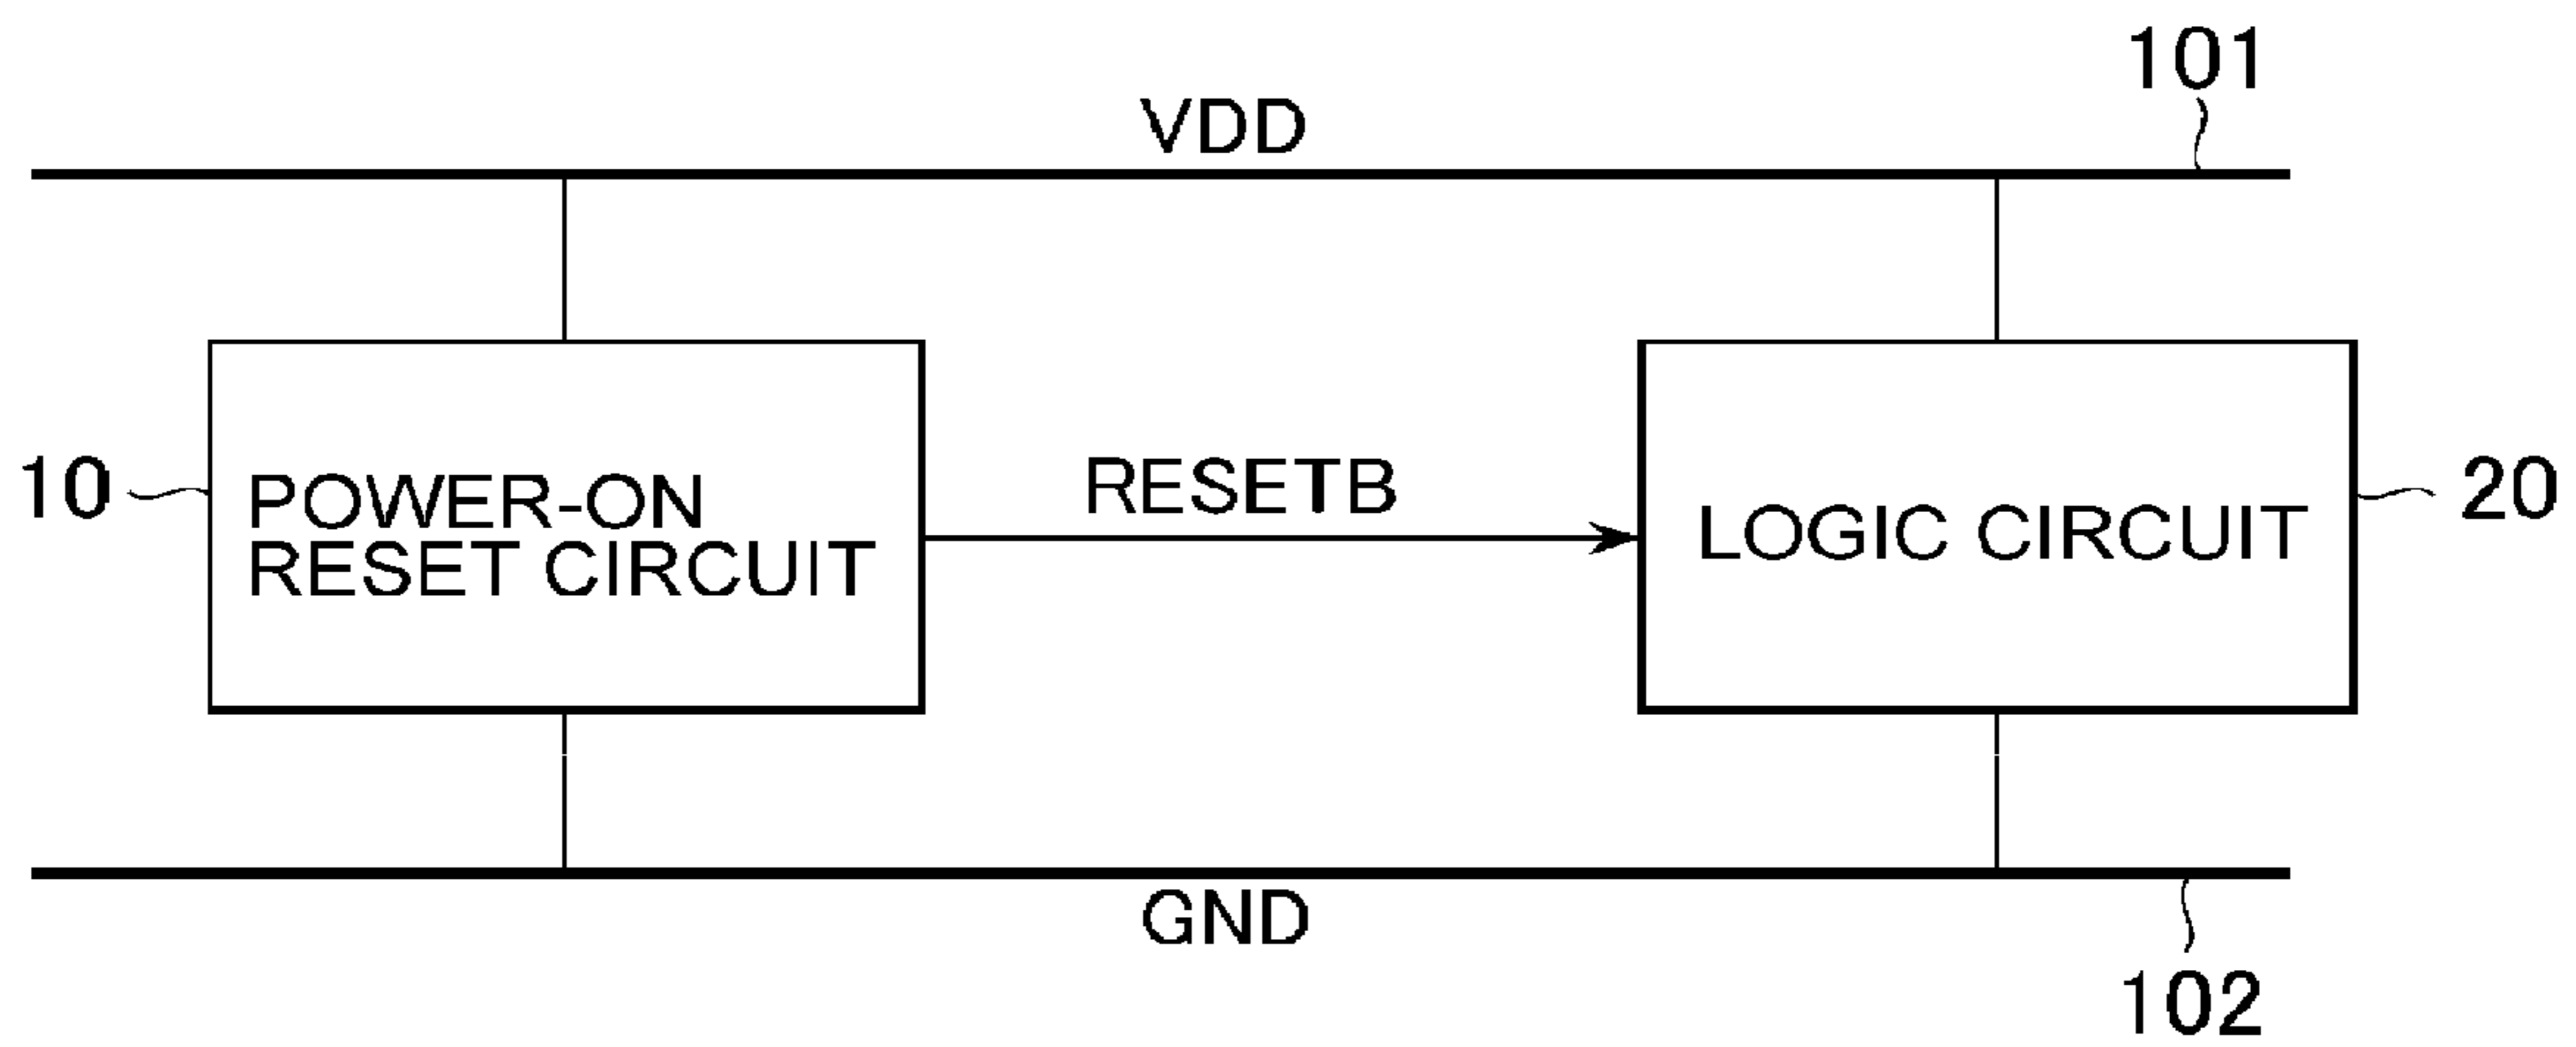 101
VDD
10
POWER-ON
RESET CIRCUIT
RESETB
LOGIC CIRCUIT
20
GND
102